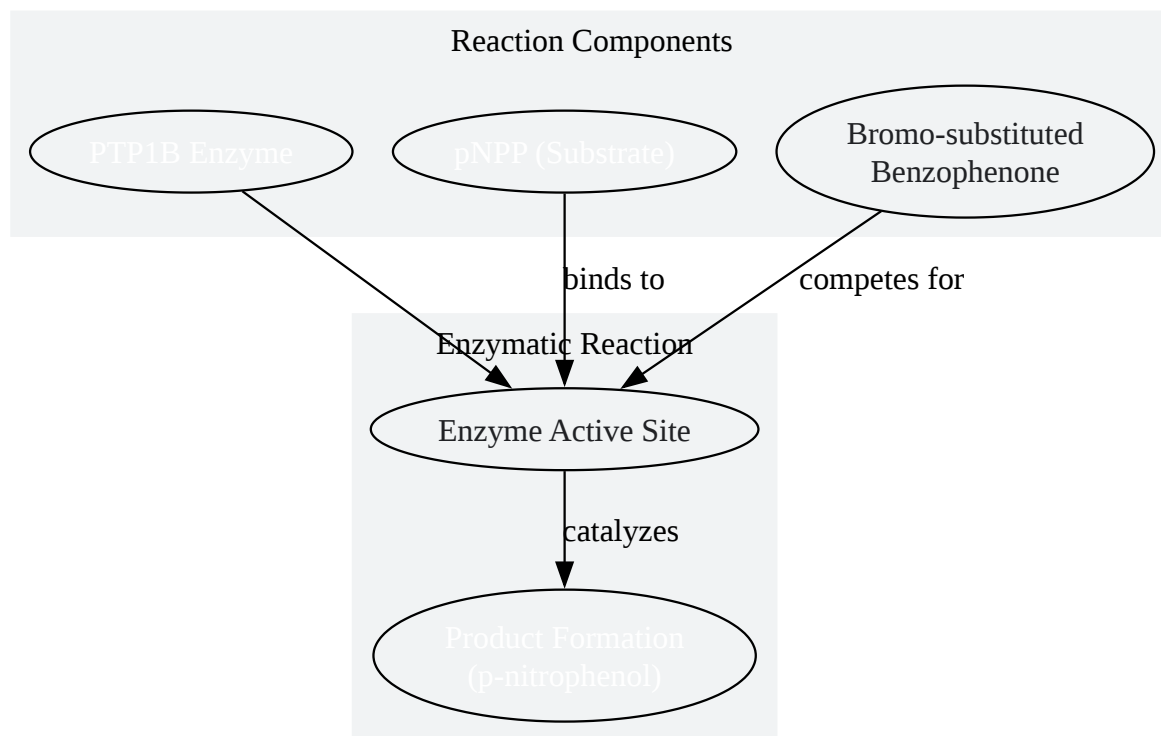 Reaction Components
PTP1B Enzyme
pNPP (Substrate)
Bromo-substituted
Benzophenone
binds to
competes for
Enzymatic Reaction
Enzyme Active Site
catalyzes
Product Formation
(p-nitrophenol)